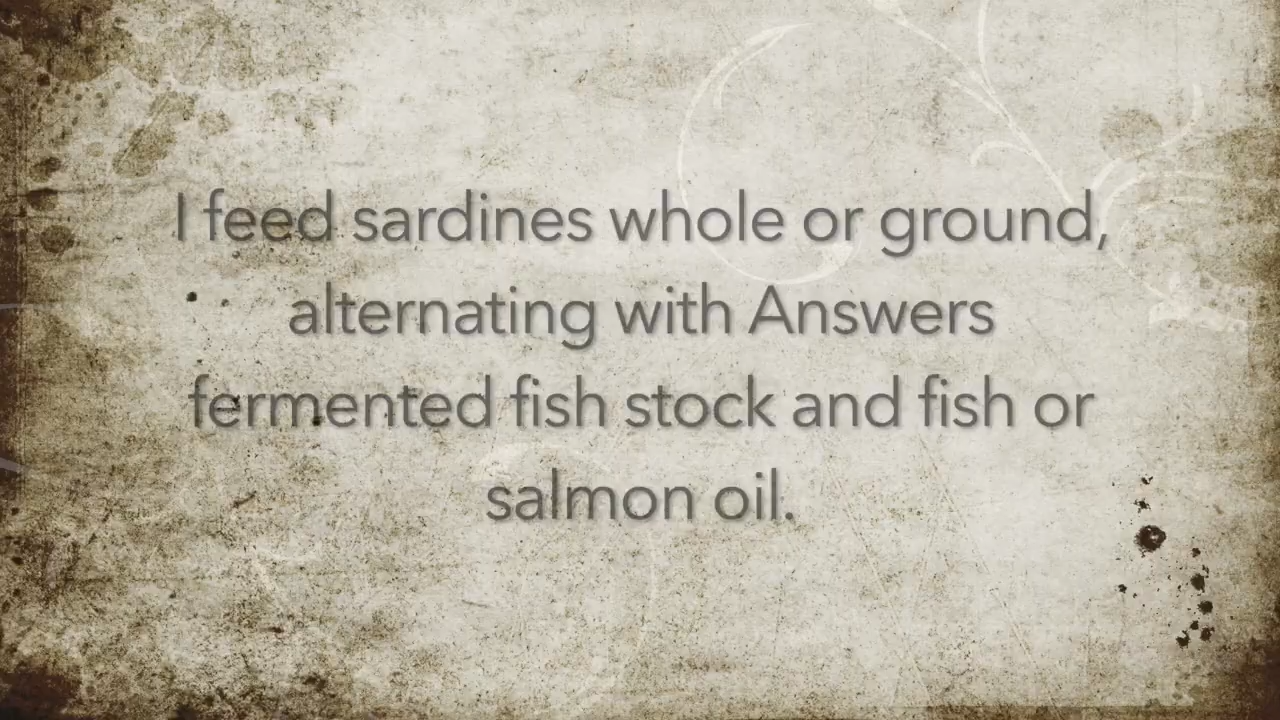 I feed sardines whole or ground,
alternating with Answers
fermented fish stock and fish or
salmon oil.